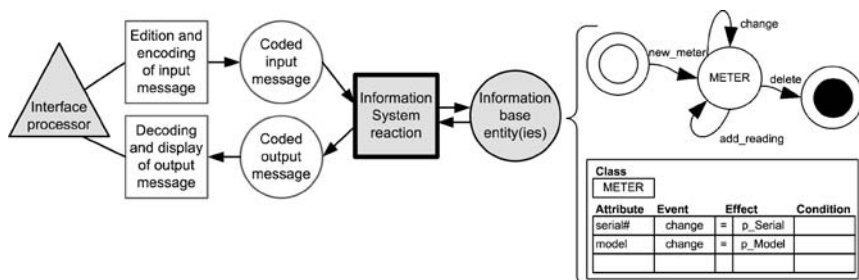 Interface
processor
Edition and
encoding
of input
message
Decoding
and display
of output
message
Coded
input
message
Coded
output
message
Information
System
reaction
Information
base
entity(ies)
new_meter
change
METER
delete
add_reading
Class
METER
Attribute Event Effect Condition
serial# change = p_Serial
model change = p_Model